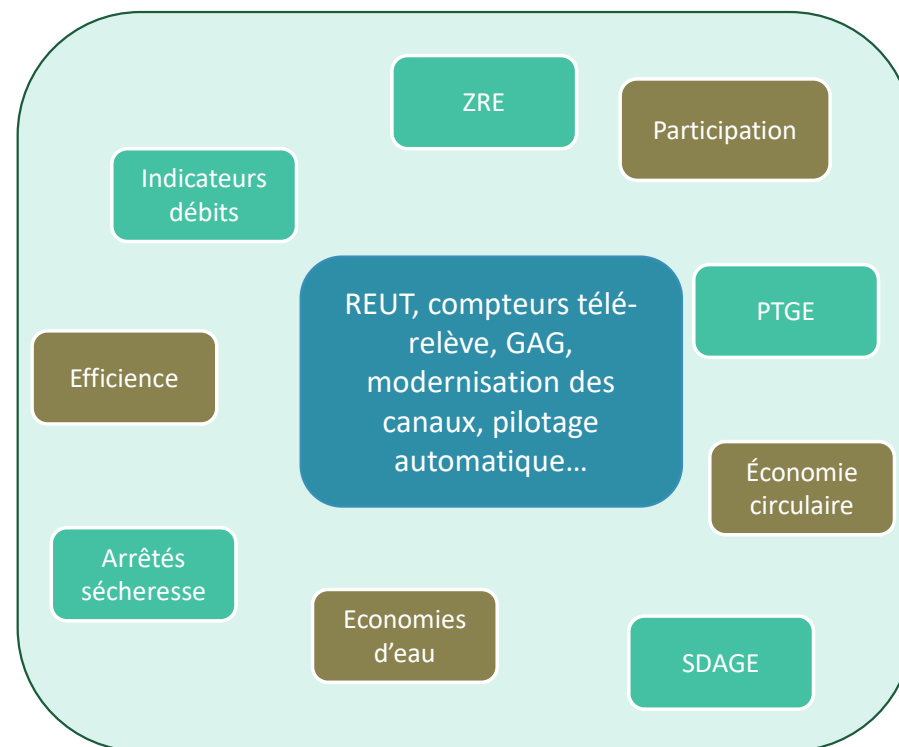 ZRE
Participation
Indicateurs
débits
REUT, compteurs télé-
relève, GAG,
modernisation des
canaux, pilotage
automatique…
PTGE
Efficience
Économie
circulaire
Arrêtés
sécheresse
Economies
d’eau
SDAGE